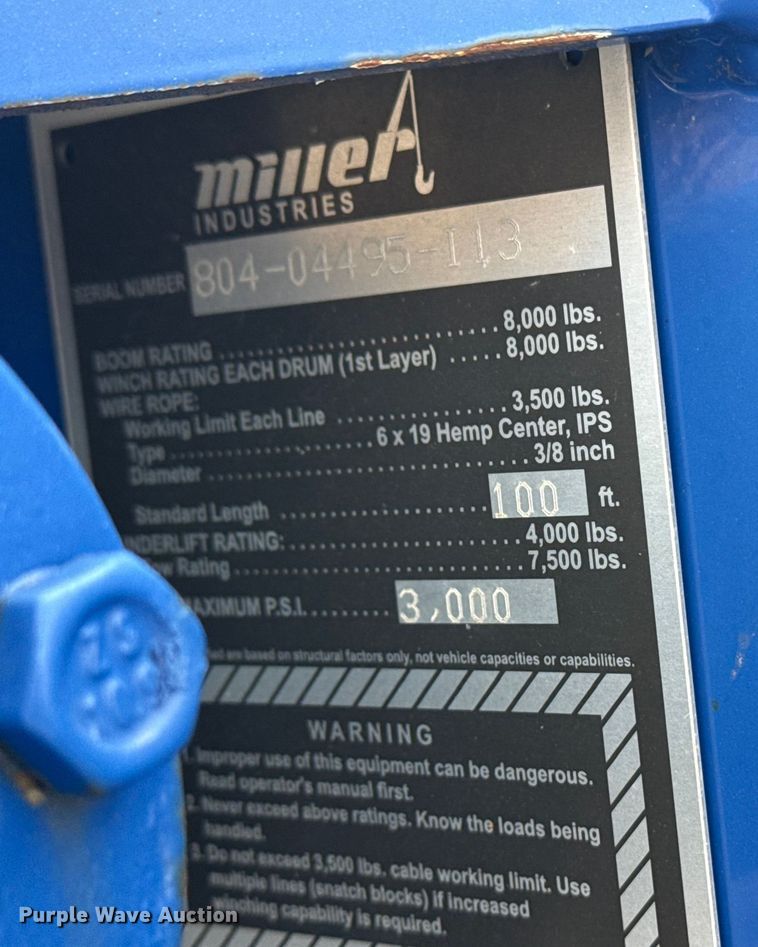 miller
INDUSTRIES
SERIAL NUMBER 804-04495-113
BOOM RATING ........................... 8,000 lbs.
WINCH RATING EACH DRUM (1st Layer) ..... 8,000 lbs.
WIRE ROPE:
Working Limit Each Line ................ 3,500 lbs.
Type .................... 6 x 19 Hemp Center, IPS
Diameter .............................. 3/8 inch
Standard Length ..................... 100 ft.
UNDERLIFT RATING: ..................... 4,000 lbs.
Rating ........................... 7,500 lbs.
MAXIMUM P.S.I. ......... 3,000
are based on structural factors only, not vehicle capacities or capabilities.
WARNING
1. Improper use of this equipment can be dangerous.
Read operator's manual first.
2. Never exceed above ratings. Know the loads being
handled.
3. Do not exceed 3,500 lbs. cable working limit. Use
multiple lines (snatch blocks) if increased
winching capability is required.
Purple Wave Auction